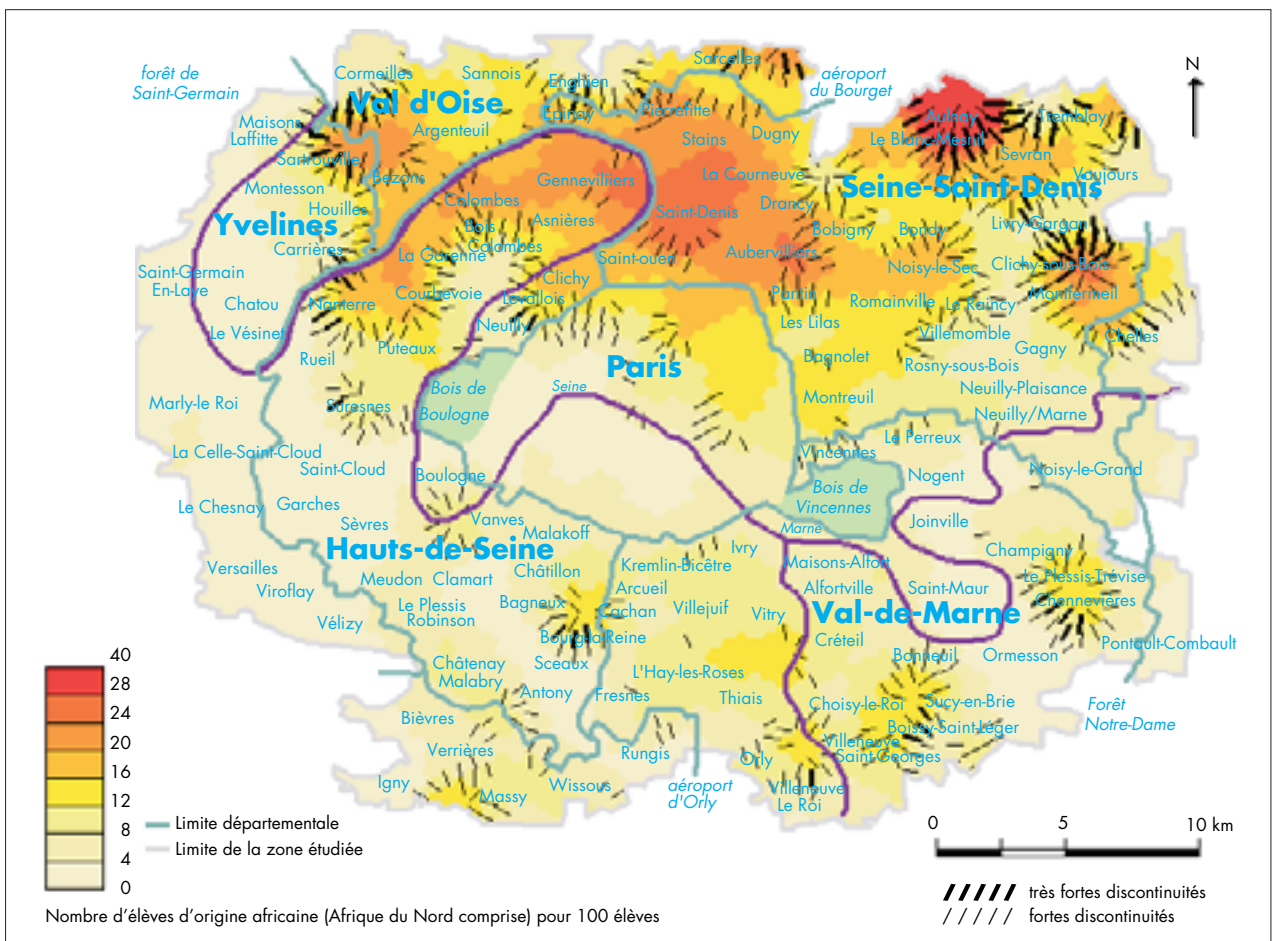 forêt de
Saint-Germain
Cormeilles
Sannois
Enghien
Sarcelles
aéroport
du Bourget
N
Val d'Oise
Maisons
Laffitte
Argenteuil
Epinay
Pierrefitte
Stains
Dugny
Aulnay
Tremblay
Le Blanc-Mesnil
Sevran
Vaujours
Sartrouville
Bezons
Montesson
Houilles
Gennevilliers
La Courneuve
Seine-Saint-Denis
Yvelines
Colombes
Bois
Colombes
Asnières
Saint-Denis
Drancy
Bobigny
Bondy
Livry-Gargan
Carrières
La Garenne
Saint-ouen
Aubervilliers
Noisy-le-Sec
Clichy-sous-Bois
Saint-Germain
En-Laye
Chatou
Nanterre
Courbevoie
Clichy
Levallois
Pantin
Romainville
Le Raincy
Montfermeil
Le Vésinet
Neuilly
Les Lilas
Villemomble
Chelles
Rueil
Puteaux
Paris
Bagnolet
Gagny
Rosny-sous-Bois
Marly-le Roi
Suresnes
Bois de
Boulogne
Seine
Montreuil
Neuilly-Plaisance
Neuilly/Marne
La Celle-Saint-Cloud
Saint-Cloud
Vincennes
Le Perreux
Noisy-le-Grand
Boulogne
Bois de
Vincennes
Nogent
Le Chesnay
Garches
Sèvres
Vanves
Malakoff
Marne
Joinville
Hauts-de-Seine
Ivry
Champigny
Versailles
Viroflay
Meudon
Clamart
Châtillon
Kremlin-Bicêtre
Maisons-Alfort
Le Plessis-Trévise
Arcueil
Alfortville
Saint-Maur
Chennevières
Le Plessis
Robinson
Bagneux
Cachan
Villejuif
Vitry
Val-de-Marne
Vélizy
Bourg-la-Reine
Créteil
Bonneuil
Ormesson
Pontault-Combault
Châtenay
Malabry
Sceaux
L'Hay-les-Roses
Antony
Fresnes
Thiais
Choisy-le-Roi
Sucy-en-Brie
Forêt
Notre-Dame
Bièvres
Boissy-Saint-Léger
Verrières
Rungis
Orly
Villeneuve
Saint-Georges
Igny
Massy
Wissous
aéroport
d'Orly
Villeneuve
Le Roi
40
28
24
20
16
12
8
4
0
Limite départementale
Limite de la zone étudiée
0 5 10 km
très fortes discontinuités
fortes discontinuités
Nombre d'élèves d'origine africaine (Afrique du Nord comprise) pour 100 élèves